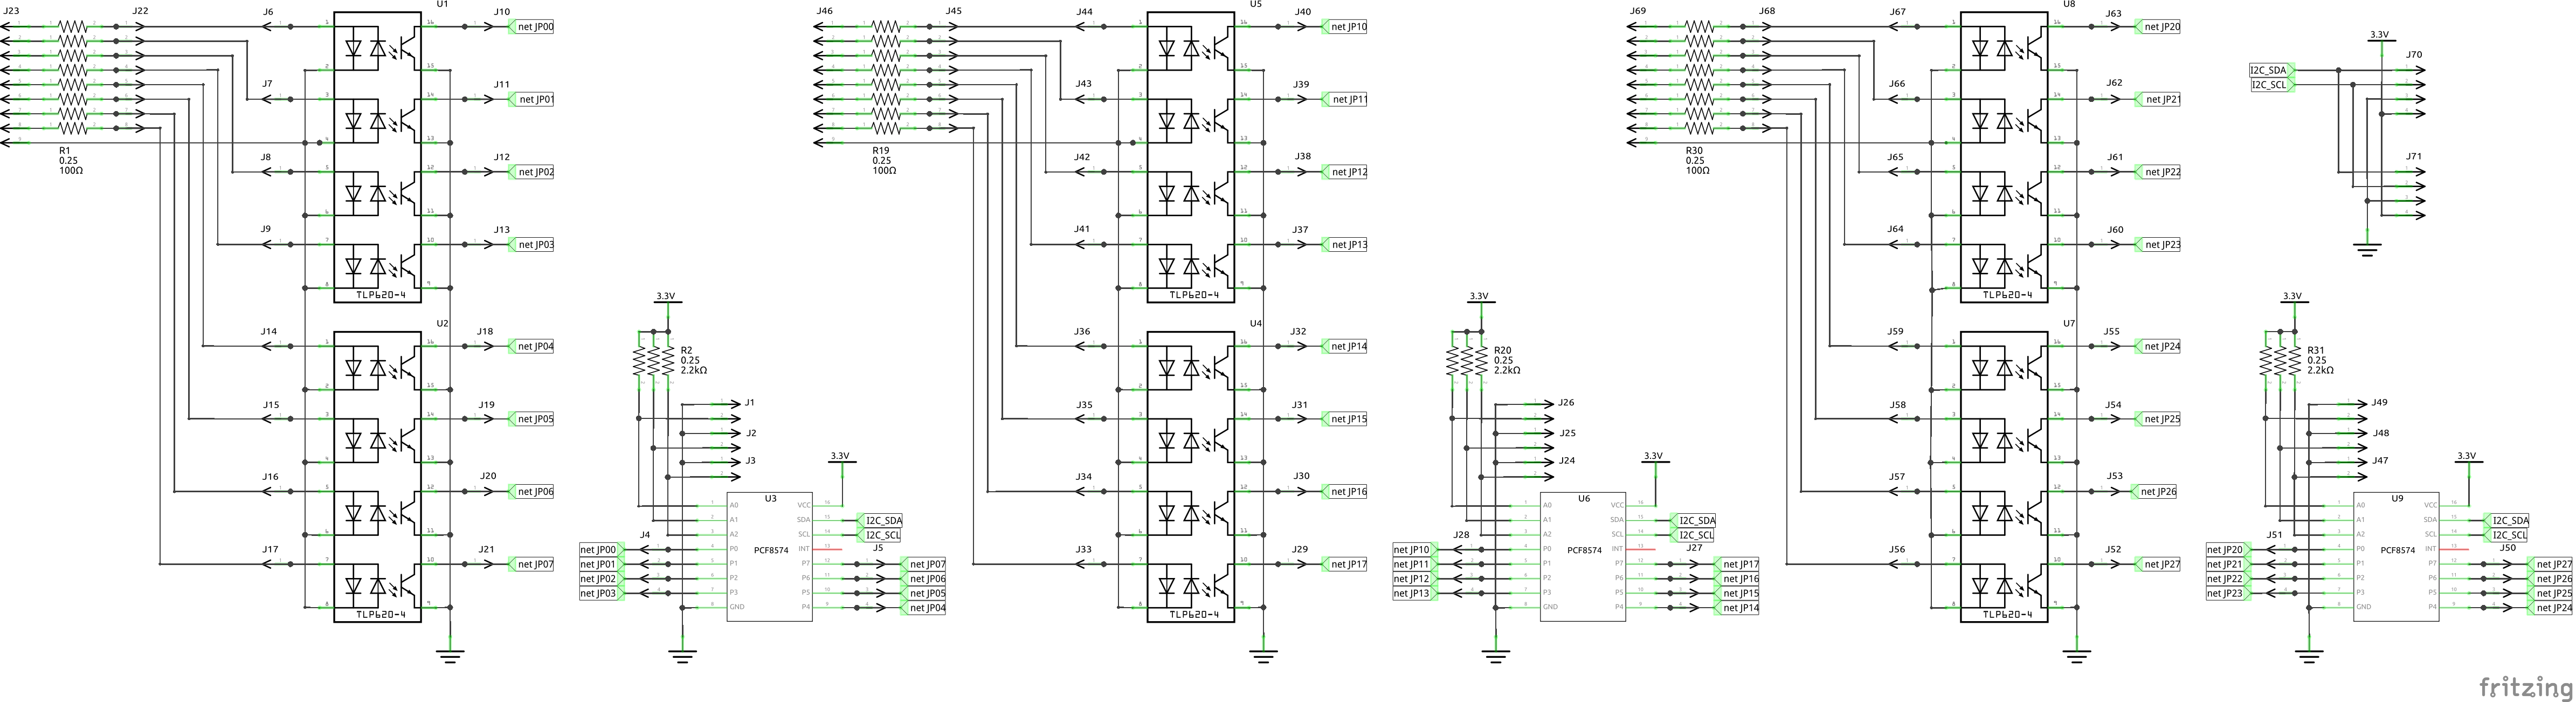 J23
J22
J6
U1
J10
net JP00
J7
J11
net JP01
R1
0.25
100Ω
J8
J12
net JP02
J9
J13
net JP03
TLP620-4
J14
U2
J18
net JP04
J15
J19
net JP05
J16
J20
net JP06
J17
J21
net JP07
TLP620-4
3.3V
R2
0.25
2.2kΩ
J1
J2
J3
3.3V
U3
A0
A1
A2
P0
P1
P2
P3
GND
PCF8574
VCC
SDA
SCL
INT
P7
P6
P5
P4
I2C_SDA
I2C_SCL
J4
net JP00
net JP01
net JP02
net JP03
J5
net JP07
net JP06
net JP05
net JP04
J46
J45
J44
U5
J40
net JP10
J43
J39
net JP11
R19
0.25
100Ω
J42
J38
net JP12
J41
J37
net JP13
TLP620-4
J36
U4
J32
net JP14
J35
J31
net JP15
J34
J30
net JP16
J33
J29
net JP17
TLP620-4
3.3V
R20
0.25
2.2kΩ
J26
J25
J24
3.3V
U6
A0
A1
A2
P0
P1
P2
P3
GND
PCF8574
VCC
SDA
SCL
INT
P7
P6
P5
P4
I2C_SDA
I2C_SCL
J28
net JP10
net JP11
net JP12
net JP13
J27
net JP17
net JP16
net JP15
net JP14
J69
J68
J67
U8
J63
net JP20
J66
J62
net JP21
R30
0.25
100Ω
J65
J61
net JP22
J64
J60
net JP23
TLP620-4
J59
U7
J55
net JP24
J58
J54
net JP25
J57
J53
net JP26
J56
J52
net JP27
TLP620-4
3.3V
I2C_SDA
I2C_SCL
J70
J71
3.3V
R31
0.25
2.2kΩ
J49
J48
J47
3.3V
U9
A0
A1
A2
P0
P1
P2
P3
GND
PCF8574
VCC
SDA
SCL
INT
P7
P6
P5
P4
I2C_SDA
I2C_SCL
J51
net JP20
net JP21
net JP22
net JP23
J50
net JP27
net JP26
net JP25
net JP24
fritzing